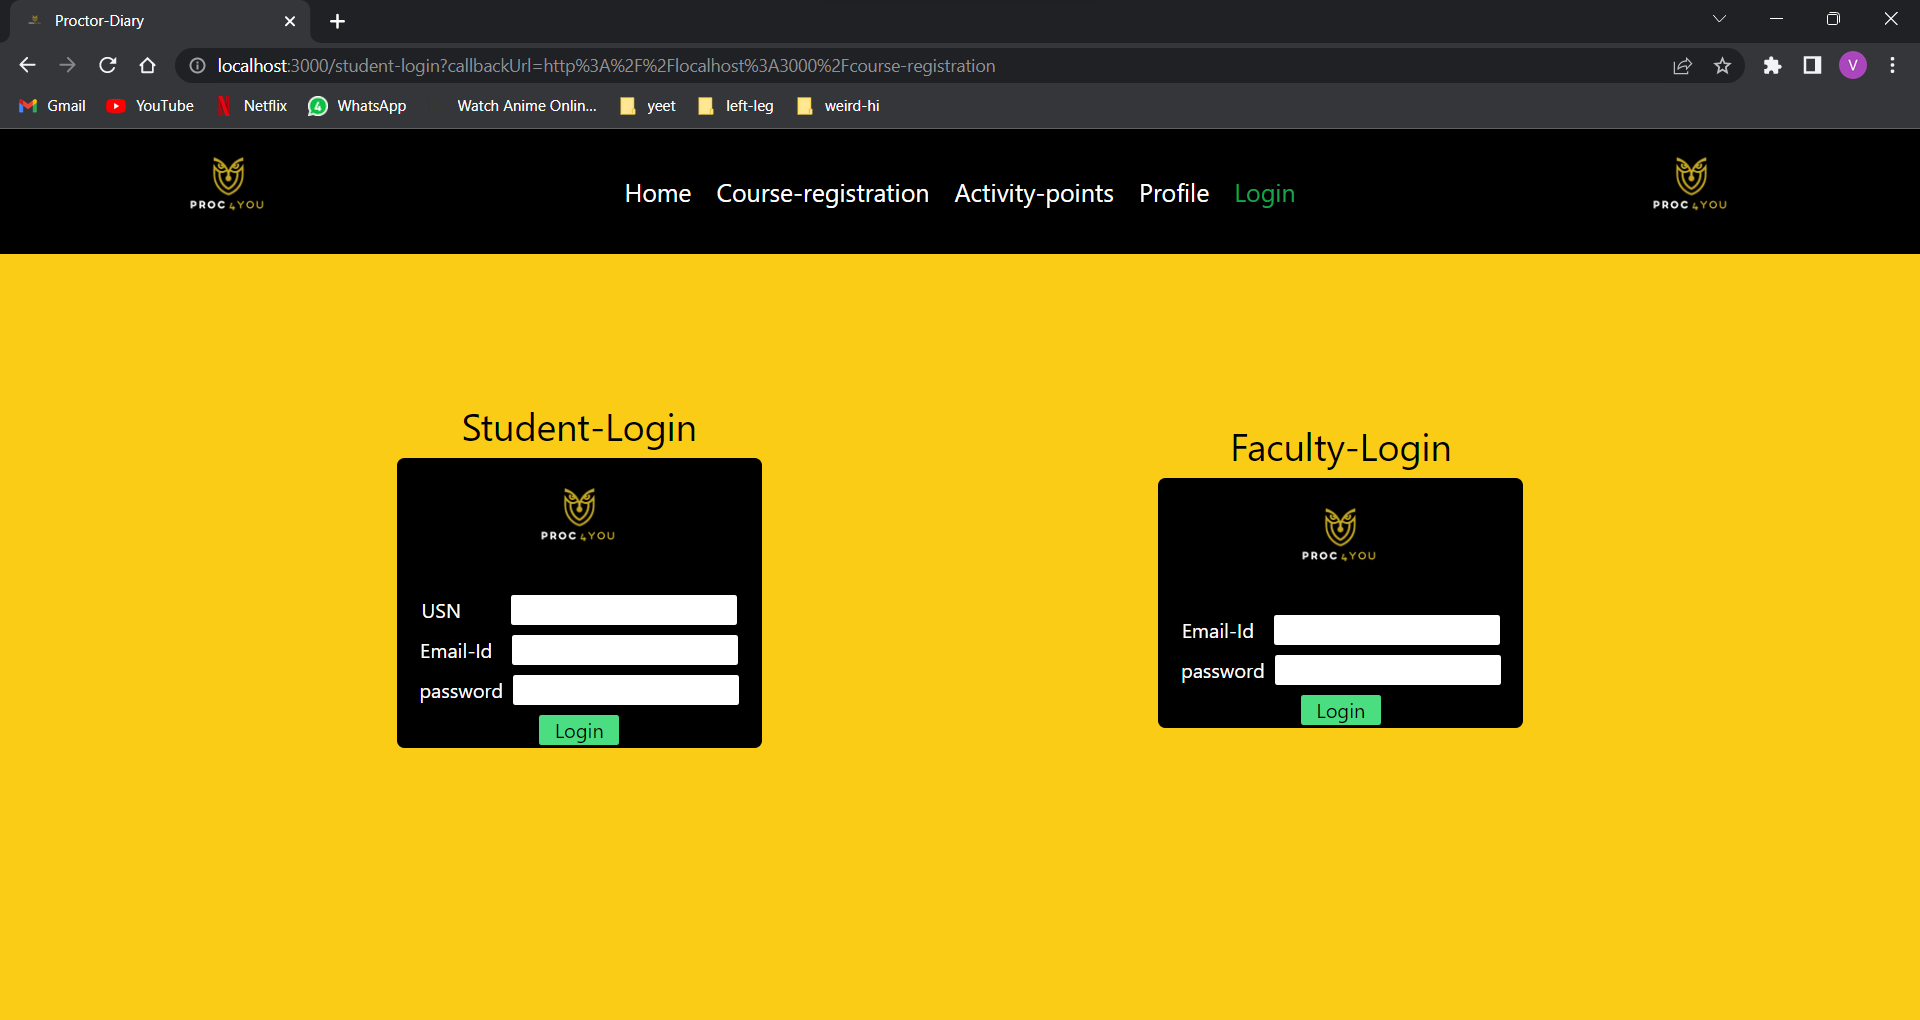 Proctor-Diary
localhost:3000/student-login?callbackUrl=http%3A%2F%2Flocalhost%3A3000%2Fcourse-registration
V
Gmail YouTube Netflix 4 WhatsApp Watch Anime Onlin... yeet left-leg weird-hi
PROC 4YOU
Home Course-registration Activity-points Profile Login
PROC 4YOU
Student-Login
PROC 4YOU
USN
Email-Id
password
Login
Faculty-Login
PROC 4YOU
Email-Id
password
Login